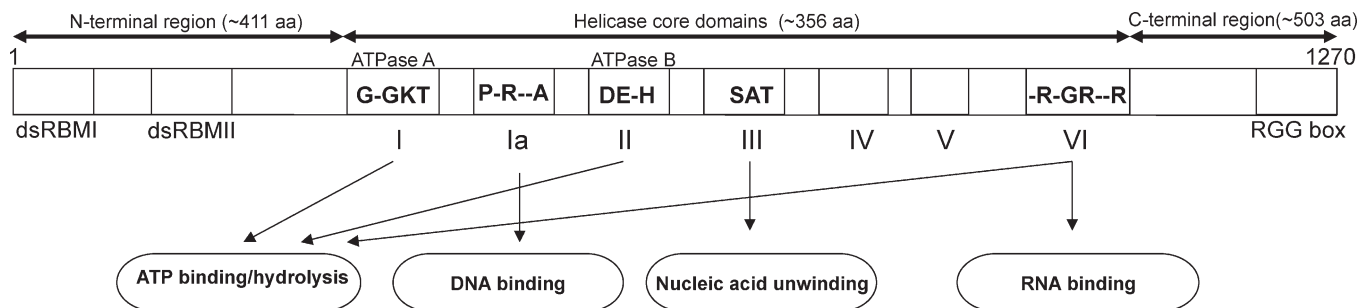 N-terminal region (~411 aa) Helicase core domains (~356 aa) C-terminal region(~503 aa)
1 ATPase A ATPase B 1270
G-GKT P-R--A DE-H SAT -R-GR--R
dsRBMI dsRBMII RGG box
I Ia II III IV V VI
ATP binding/hydrolysis DNA binding Nucleic acid unwinding RNA binding